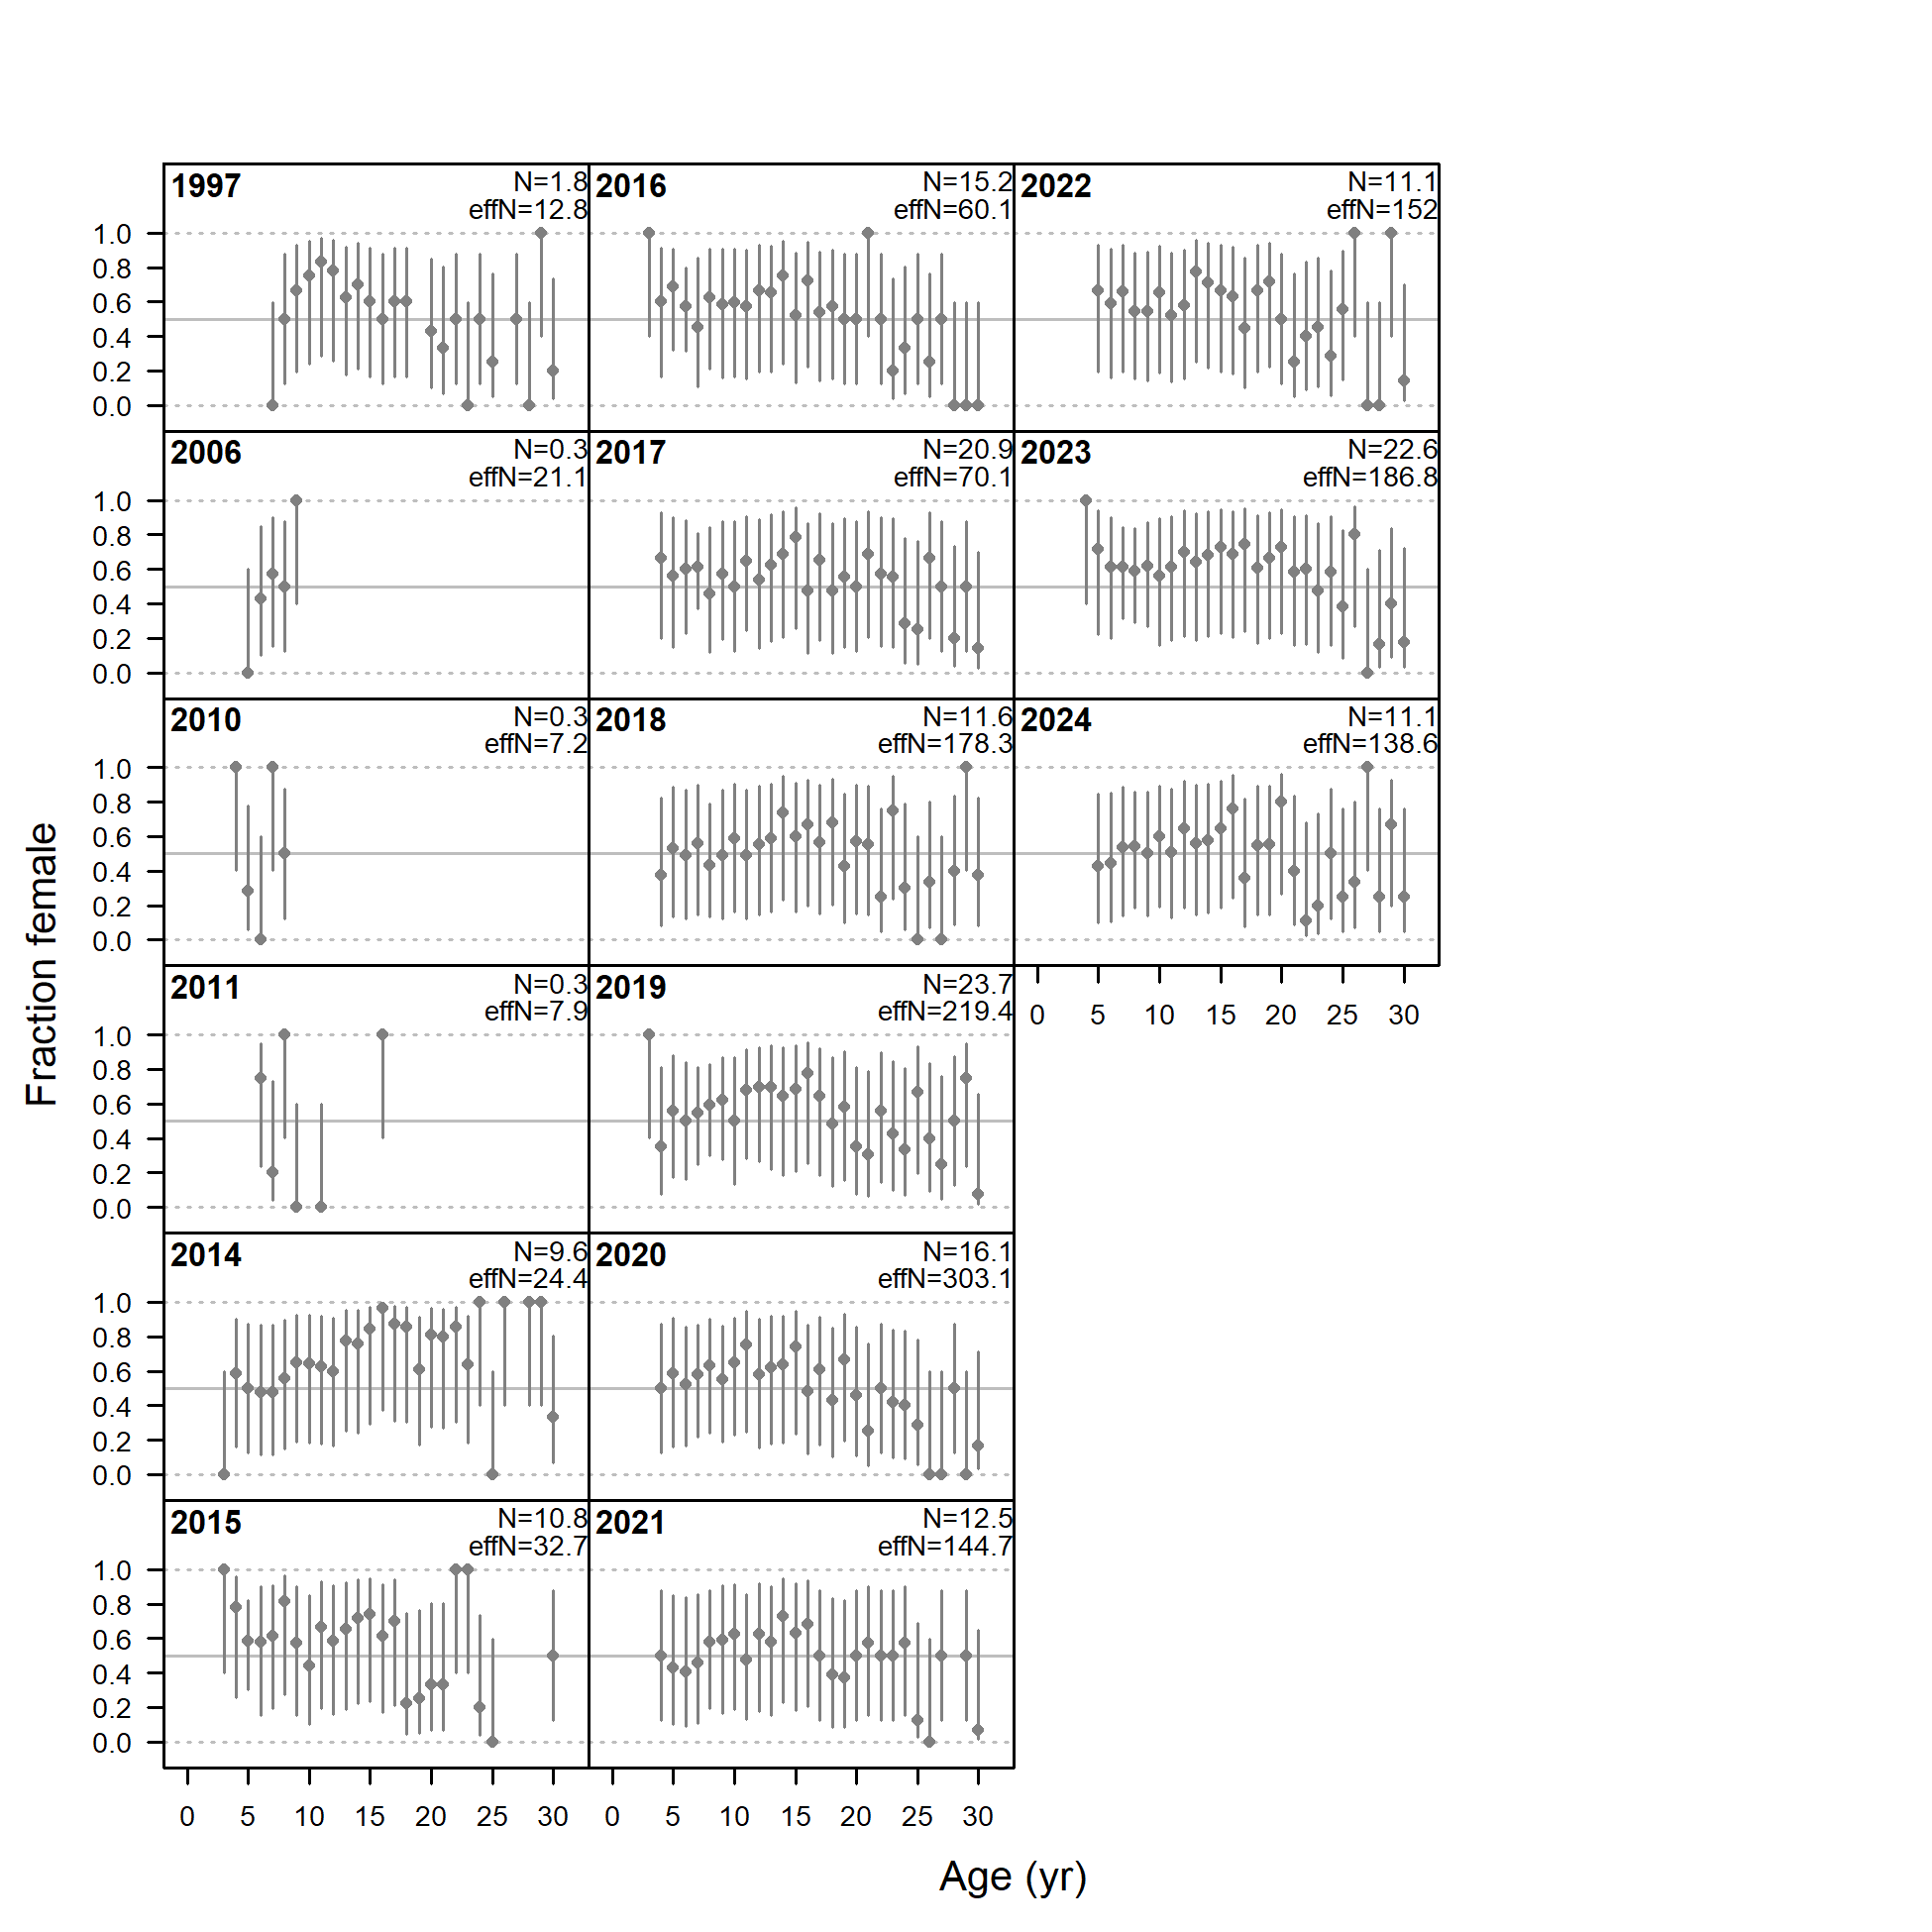 1997
N=1.8
effN=12.8
2016
N=15.2
effN=60.1
2022
N=11.1
effN=152
1.0
0.8
0.6
0.4
0.2
0.0
2006
N=0.3
effN=21.1
2017
N=20.9
effN=70.1
2023
N=22.6
effN=186.8
1.0
0.8
0.6
0.4
0.2
0.0
2010
N=0.3
effN=7.2
2018
N=11.6
effN=178.3
2024
N=11.1
effN=138.6
1.0
0.8
0.6
0.4
0.2
0.0
0 5 10 15 20 25 30
2011
N=0.3
effN=7.9
2019
N=23.7
effN=219.4
1.0
0.8
0.6
0.4
0.2
0.0
2014
N=9.6
effN=24.4
2020
N=16.1
effN=303.1
1.0
0.8
0.6
0.4
0.2
0.0
2015
N=10.8
effN=32.7
2021
N=12.5
effN=144.7
1.0
0.8
0.6
0.4
0.2
0.0
0 5 10 15 20 25 30
0 5 10 15 20 25 30
Fraction female
Age (yr)